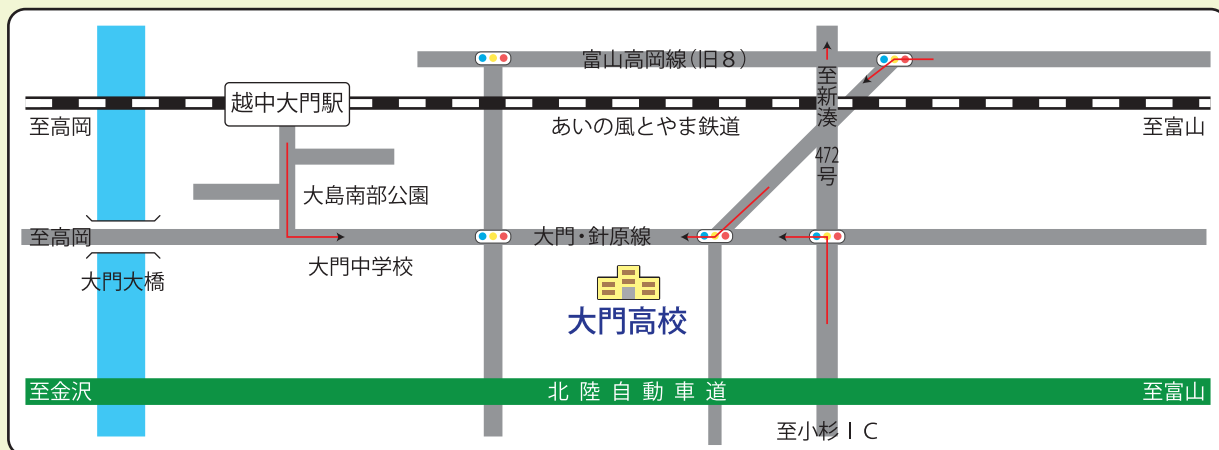 富山高岡線(旧8)
越中大門駅
至新湊
至高岡
あいの風とやま鉄道
至富山
472号
大島南部公園
至高岡
大門・針原線
大門大橋
大門中学校
大門高校
至金沢
北陸自動車道
至富山
至小杉IC